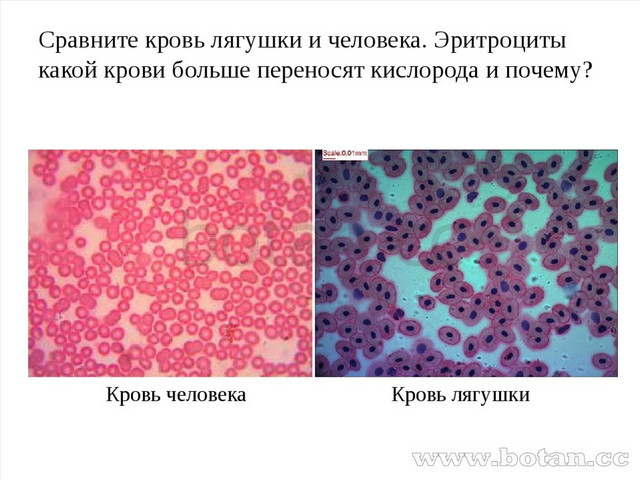 Сравните кровь лягушки и человека. Эритроциты
какой крови больше переносят кислорода и почему?
Scale:0.01mm
Кровь человека
Кровь лягушки
www.botan.cc